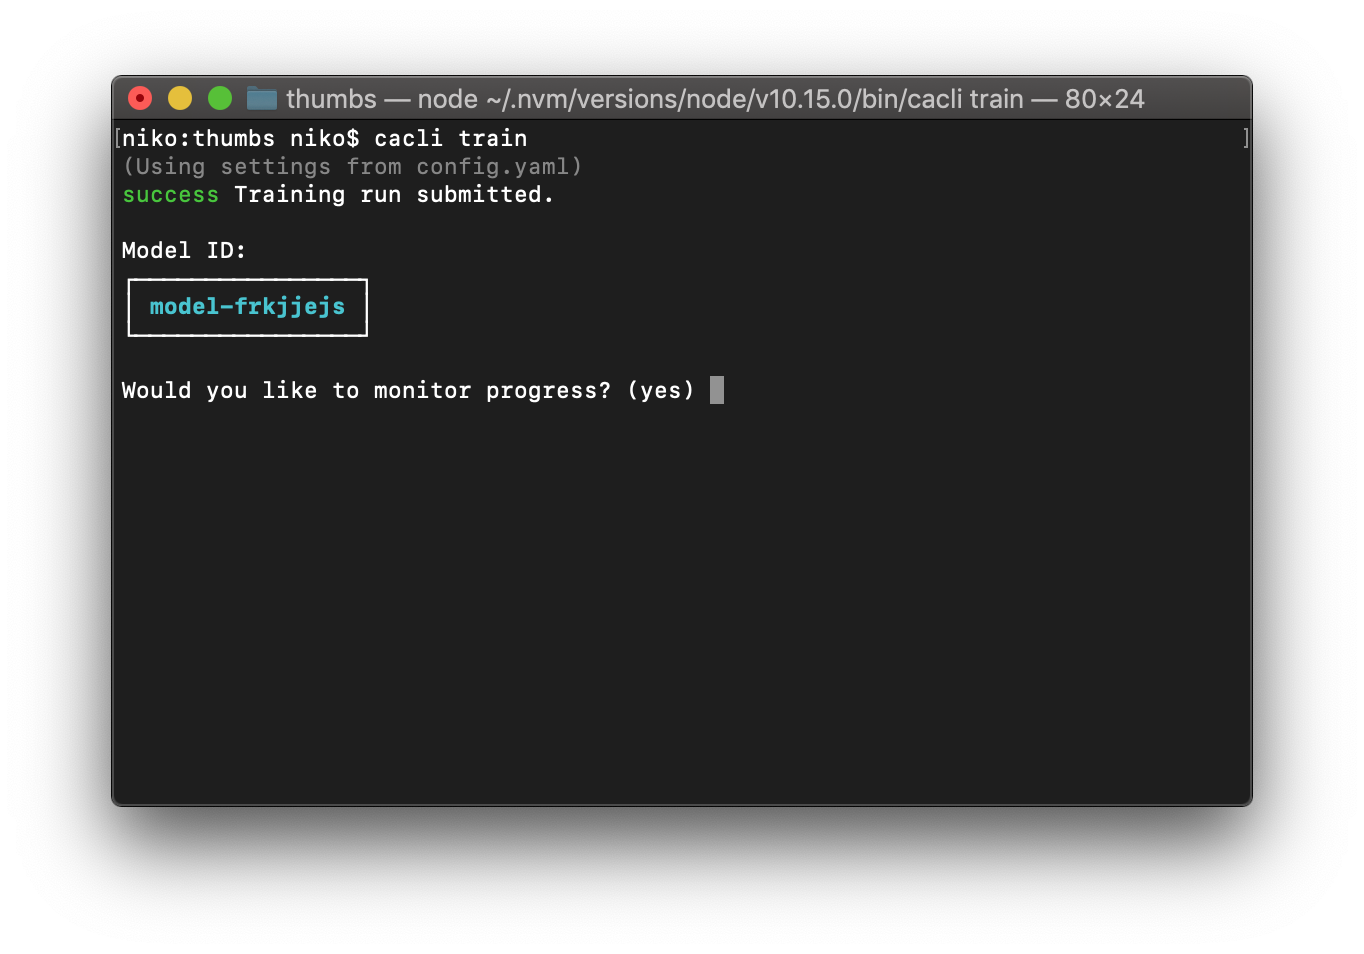 thumbs — node ~/.nvm/versions/node/v10.15.0/bin/cacli train — 80×24
[niko:thumbs niko$ cacli train ]
(Using settings from config.yaml)
success Training run submitted.
Model ID:
model-frkjjejs
Would you like to monitor progress? (yes)